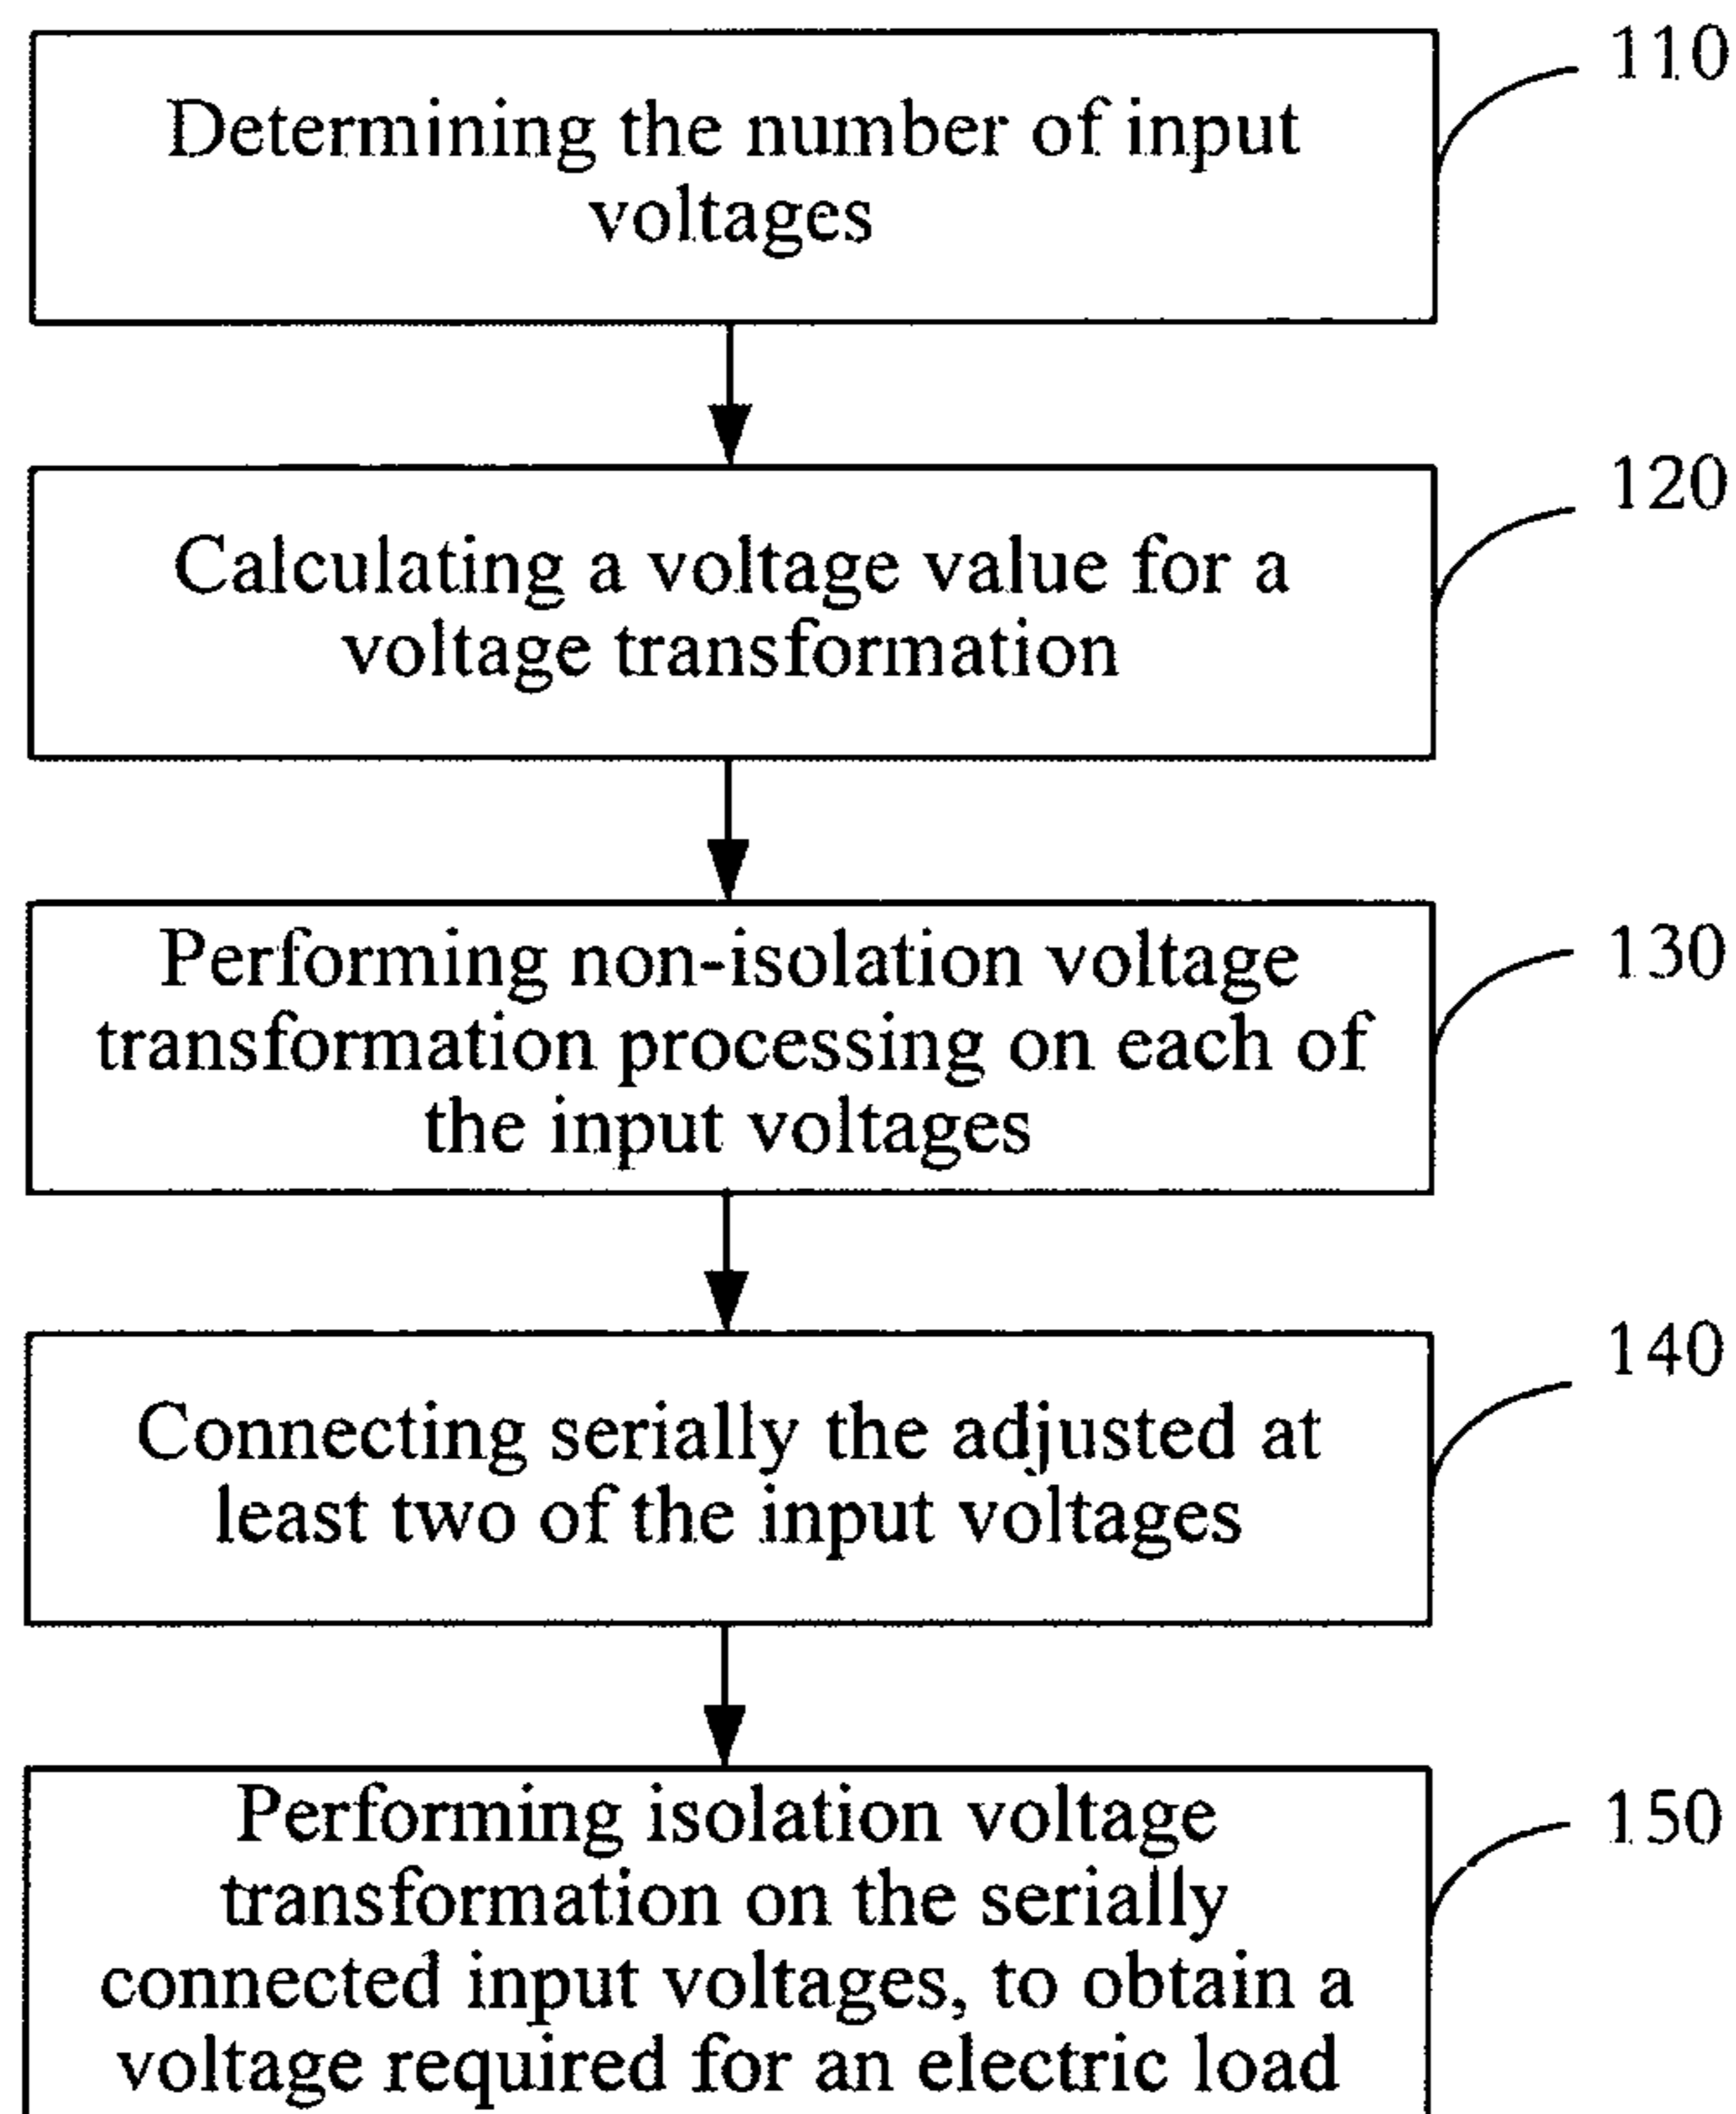 110
Determining the number of input
voltages
120
Calculating a voltage value for a
voltage transformation
130
Performing non-isolation voltage
transformation processing on each of
the input voltages
140
Connecting serially the adjusted at
least two of the input voltages
150
Performing isolation voltage
transformation on the serially
connected input voltages, to obtain a
voltage required for an electric load